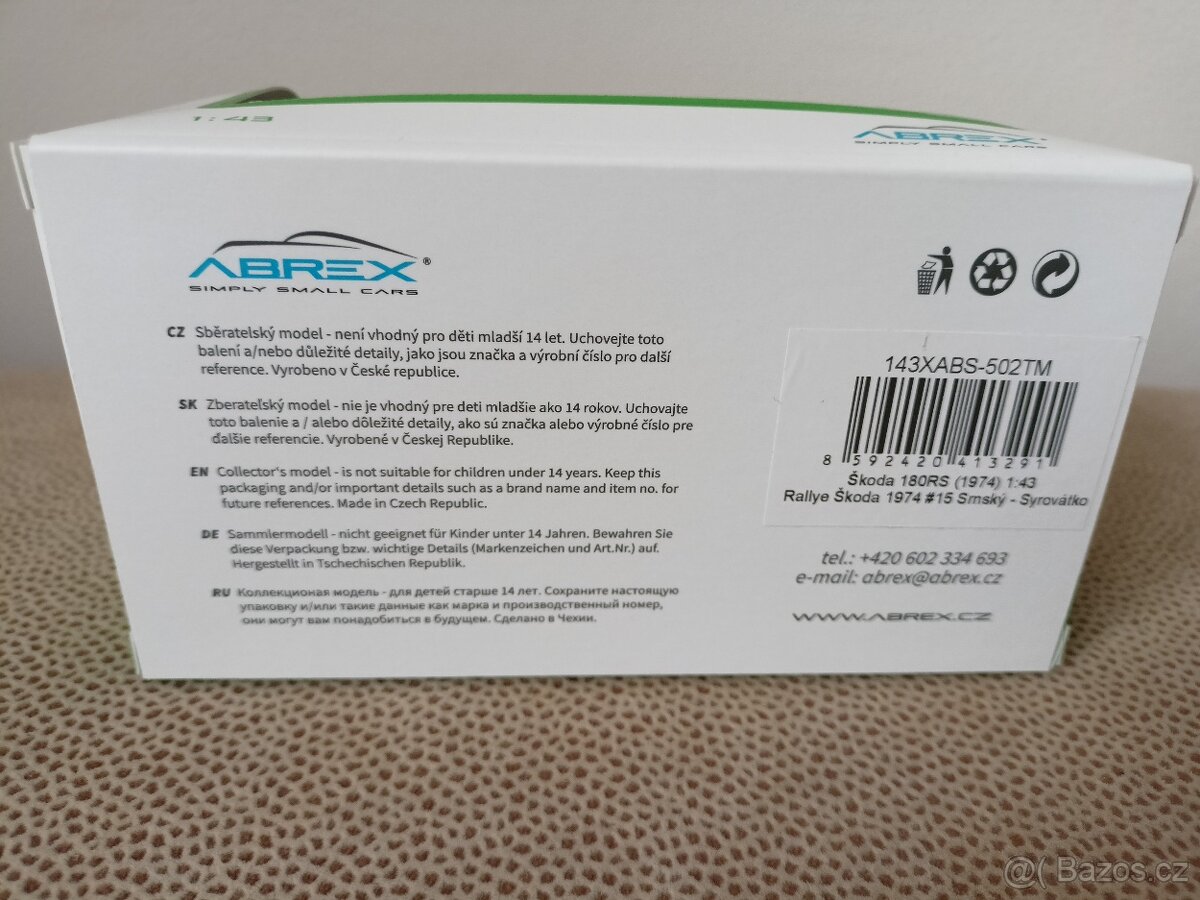 1:43
ABREX®
SIMPLY SMALL CARS
ABREX®
SIMPLY SMALL CARS
CZ Sběratelský model - není vhodný pro děti mladší 14 let. Uchovejte toto
balení a/nebo důležité detaily, jako jsou značka a výrobní číslo pro další
reference. Vyrobeno v České republice.
SK Zberateľský model - nie je vhodný pre deti mladšie ako 14 rokov. Uchovajte
toto balenie a / alebo dôležité detaily, ako sú značka alebo výrobné číslo pre
ďalšie referencie. Vyrobené v Českej Republike.
EN Collector's model - is not suitable for children under 14 years. Keep this
packaging and/or important details such as a brand name and item no. for
future references. Made in Czech Republic.
DE Sammlermodell - nicht geeignet für Kinder unter 14 Jahren. Bewahren Sie
diese Verpackung bzw. wichtige Details (Markenzeichen und Art.Nr.) auf.
Hergestellt in Tschechischen Republik.
RU Коллекционая модель - для детей старше 14 лет. Сохраните настоящую
упаковку и/или такие данные как марка и производственный номер,
они могут вам понадобиться в будущем. Сделано в Чехии.
143XABS-502TM
8 592420 413291
Škoda 180RS (1974) 1:43
Rallye Škoda 1974 #15 Srnský - Syrovátko
tel.: +420 602 334 693
e-mail: abrex@abrex.cz
WWW.ABREX.CZ
@( Bazos.cz